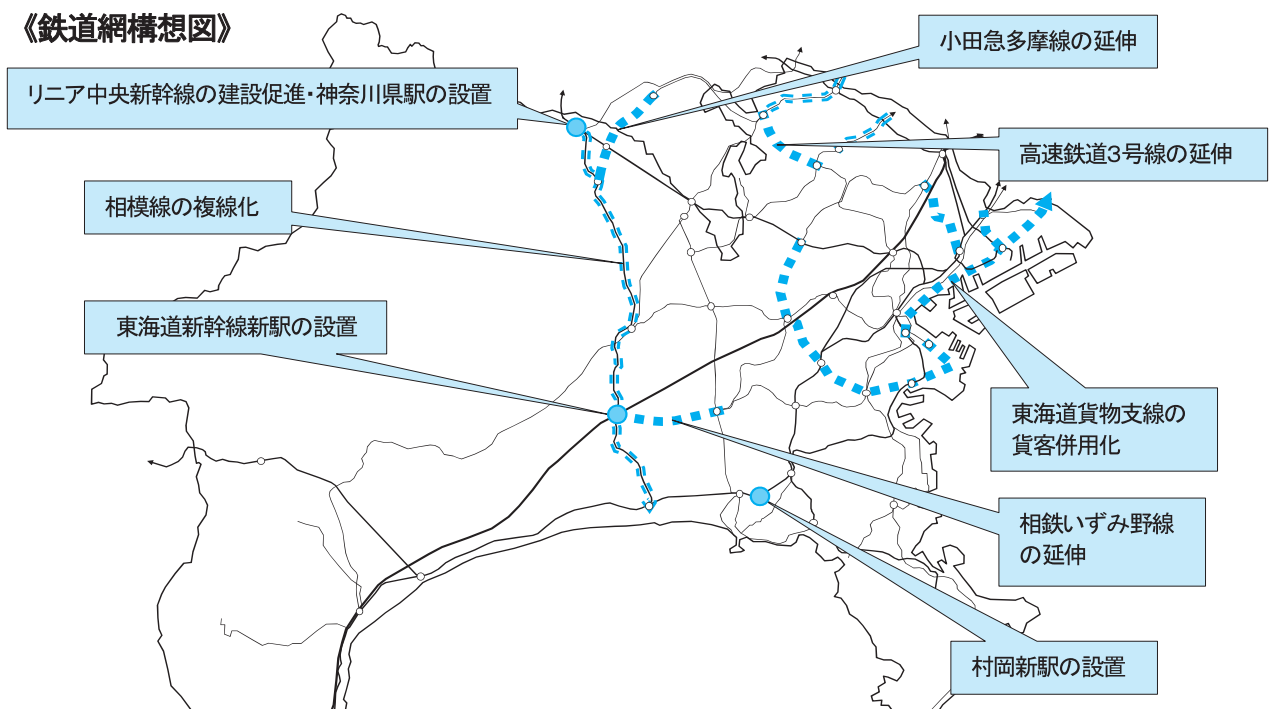 《鉄道網構想図》
小田急多摩線の延伸
リニア中央新幹線の建設促進・神奈川県駅の設置
高速鉄道3号線の延伸
相模線の複線化
東海道新幹線新駅の設置
東海道貨物支線の
貨客併用化
相鉄いずみ野線
の延伸
村岡新駅の設置